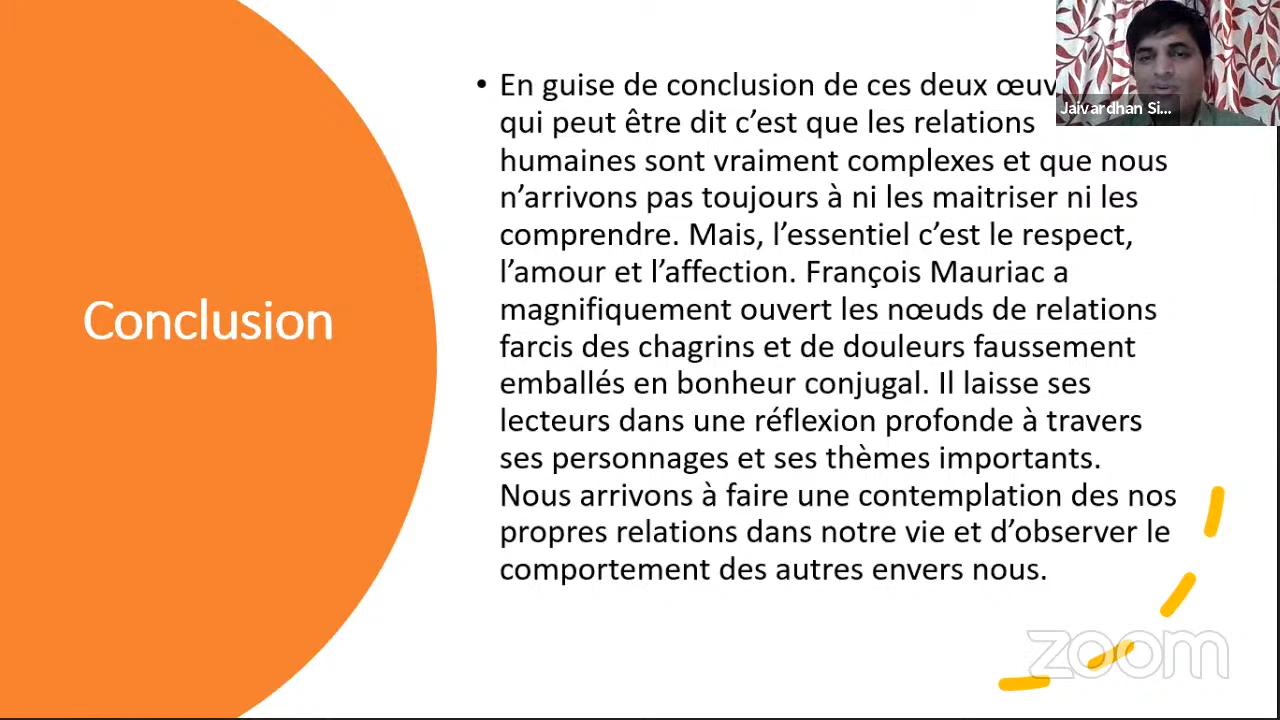 Conclusion
• En guise de conclusion de ces deux
qui peut être dit c’est que les relations
humaines sont vraiment complexes et que nous
n’arrivons pas toujours à ni les maitriser ni les
comprendre. Mais, l’essentiel c’est le respect,
l’amour et l’affection. François Mauriac a
magnifiquement ouvert les nœuds de relations
farcis des chagrins et de douleurs faussement
emballés en bonheur conjugal. Il laisse ses
lecteurs dans une réflexion profonde à travers
ses personnages et ses thèmes importants.
Nous arrivons à faire une contemplation des nos
propres relations dans notre vie et d’observer le
comportement des autres envers nous.
Jaivardhan Si...
zoom